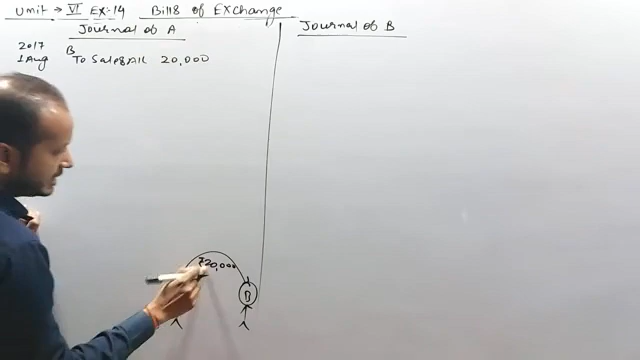 Unit → VI Ex:14 Bills of Exchange
Journal of A
Journal of B
2017
1 Aug B
To Sales A/c 20,000
₹20,000
B